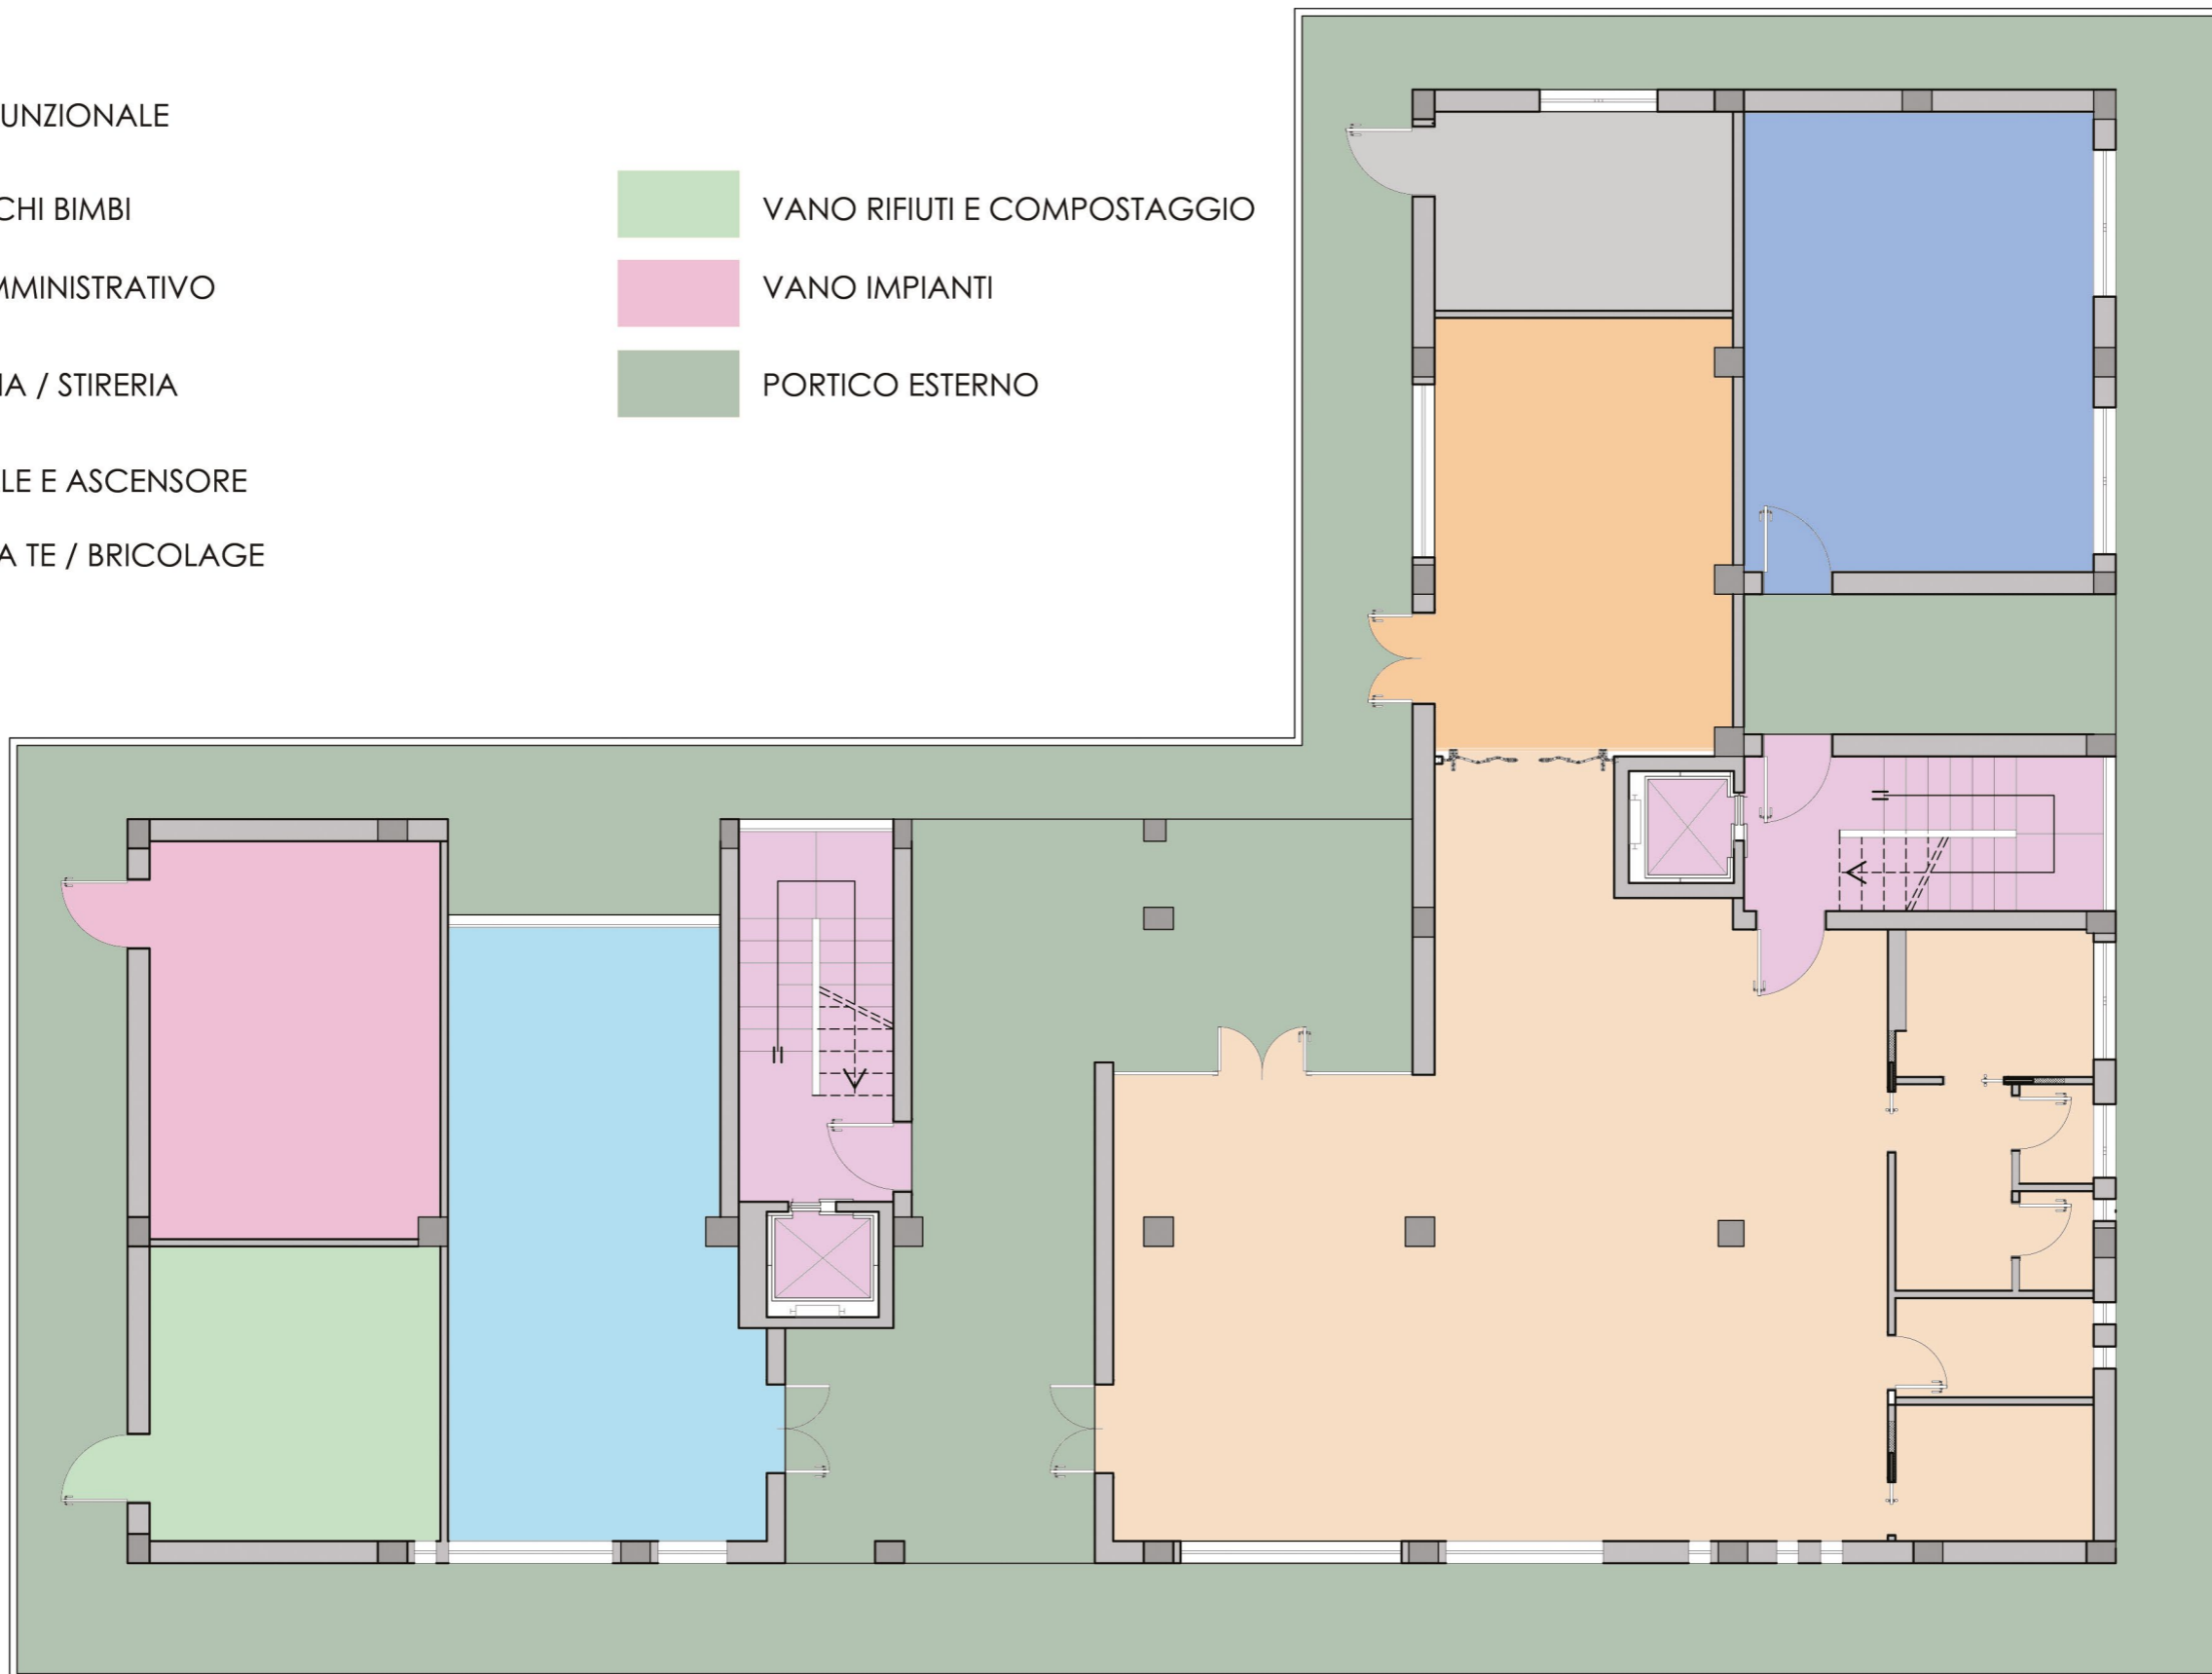 UNZIONALE
CHI BIMBI
MMINISTRATIVO
IA / STIRERIA
LE E ASCENSORE
A TE / BRICOLAGE
VANO RIFIUTI E COMPOSTAGGIO
VANO IMPIANTI
PORTICO ESTERNO